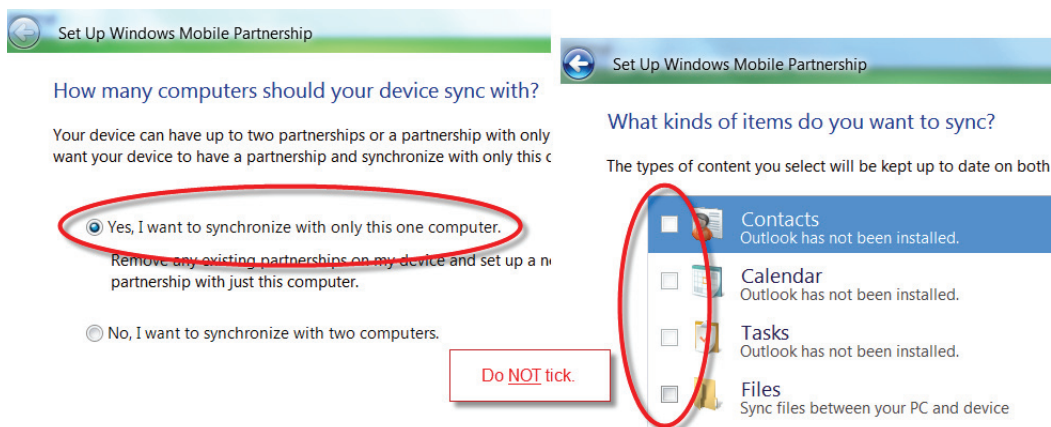 Set Up Windows Mobile Partnership
How many computers should your device sync with?
Your device can have up to two partnerships or a partnership with only
want your device to have a partnership and synchronize with only this c
Yes, I want to synchronize with only this one computer.
Remove any existing partnerships on my device and set up a ne
partnership with just this computer.
No, I want to synchronize with two computers.
Do NOT tick.
Set Up Windows Mobile Partnership
What kinds of items do you want to sync?
The types of content you select will be kept up to date on both
Contacts
Outlook has not been installed.
Calendar
Outlook has not been installed.
Tasks
Outlook has not been installed.
Files
Sync files between your PC and device